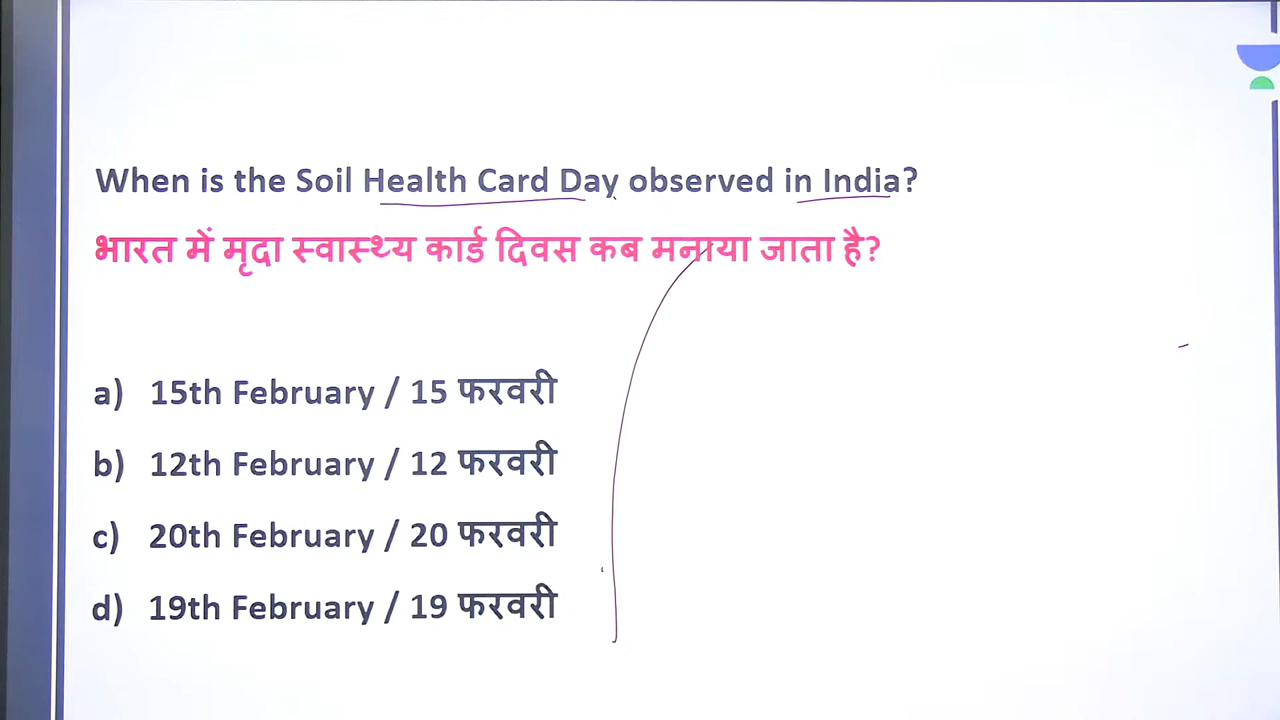 When is the Soil Health Card Day observed in India?
भारत में मृदा स्वास्थ्य कार्ड दिवस कब मनाया जाता है?
a) 15th February / 15 फरवरी
b) 12th February / 12 फरवरी
c) 20th February / 20 फरवरी
d) 19th February / 19 फरवरी